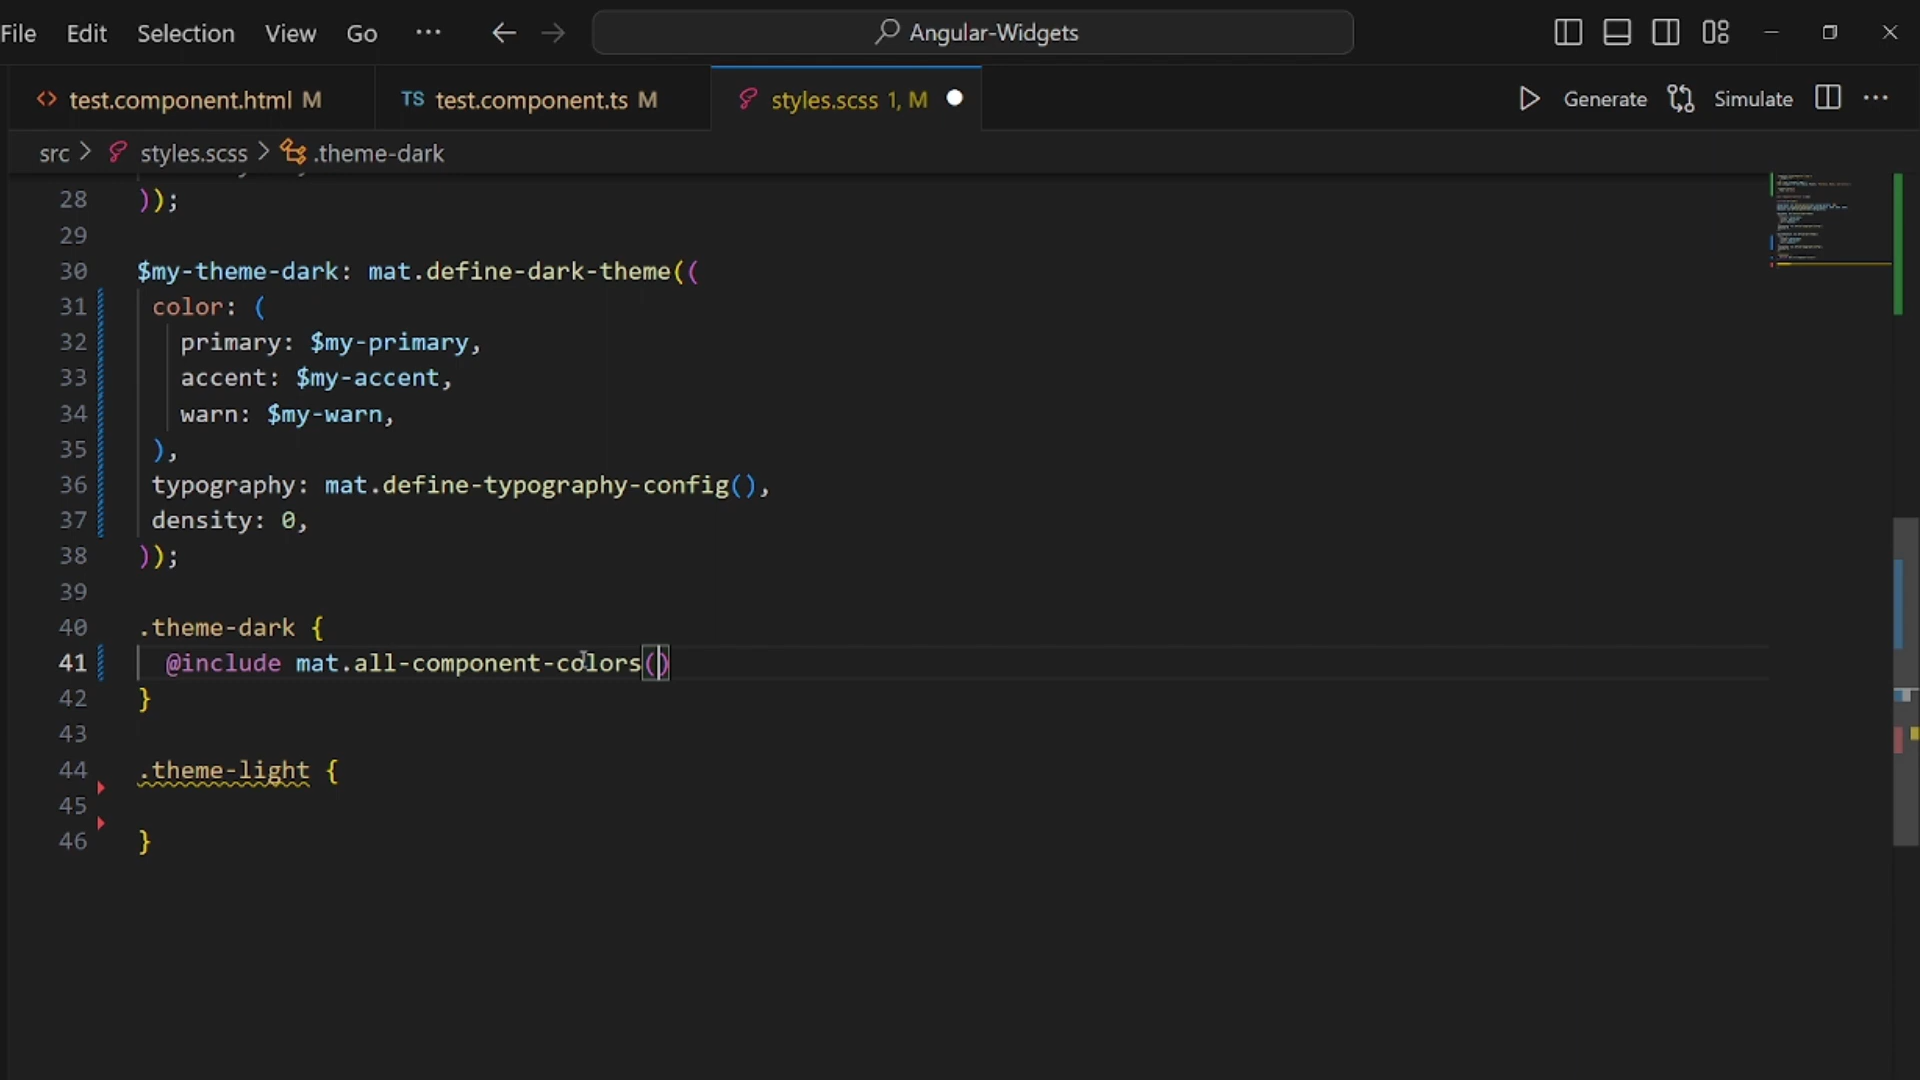 File Edit Selection View Go ··· Angular-Widgets
test.component.html M TS test.component.ts M styles.scss 1, M Generate Simulate ···
src > styles.scss > .theme-dark
28 ));
29
30 $my-theme-dark: mat.define-dark-theme((
31 color: (
32 primary: $my-primary,
33 accent: $my-accent,
34 warn: $my-warn,
35 ),
36 typography: mat.define-typography-config(),
37 density: 0,
38 ));
39
40 .theme-dark {
41 @include mat.all-component-colors()
42 }
43
44 .theme-light {
45
46 }